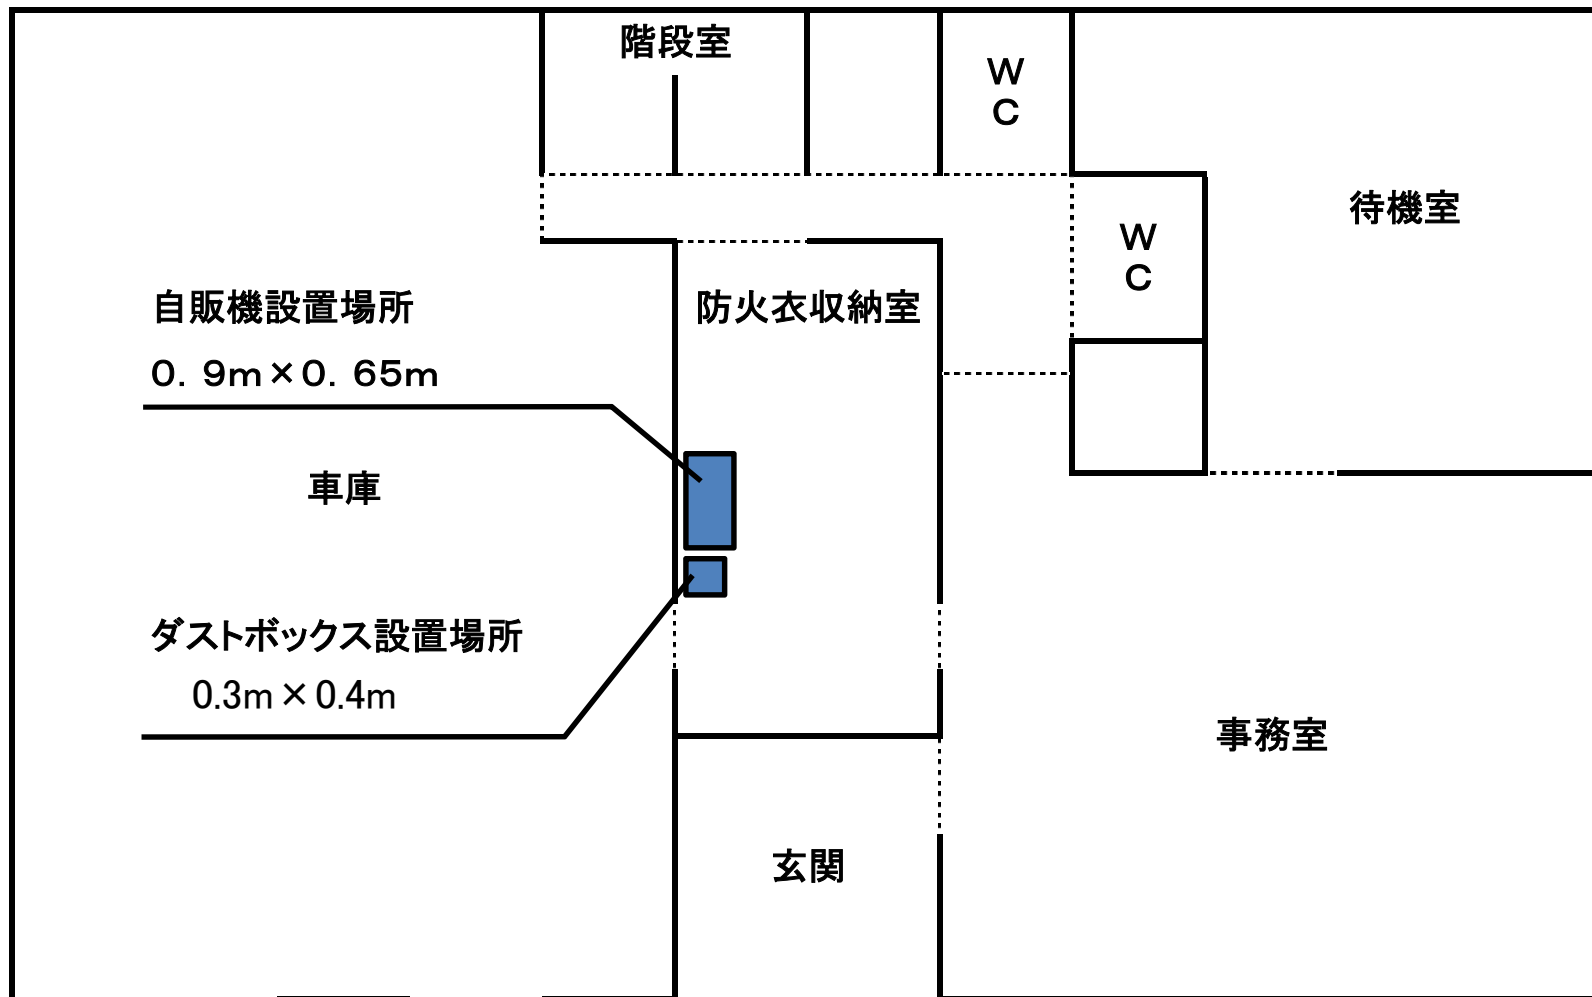 階段室
W
C
待機室
W
C
自販機設置場所
０．９ｍ×０．６５ｍ
防火衣収納室
車庫
ダストボックス設置場所
0.3m×0.4m
事務室
玄関